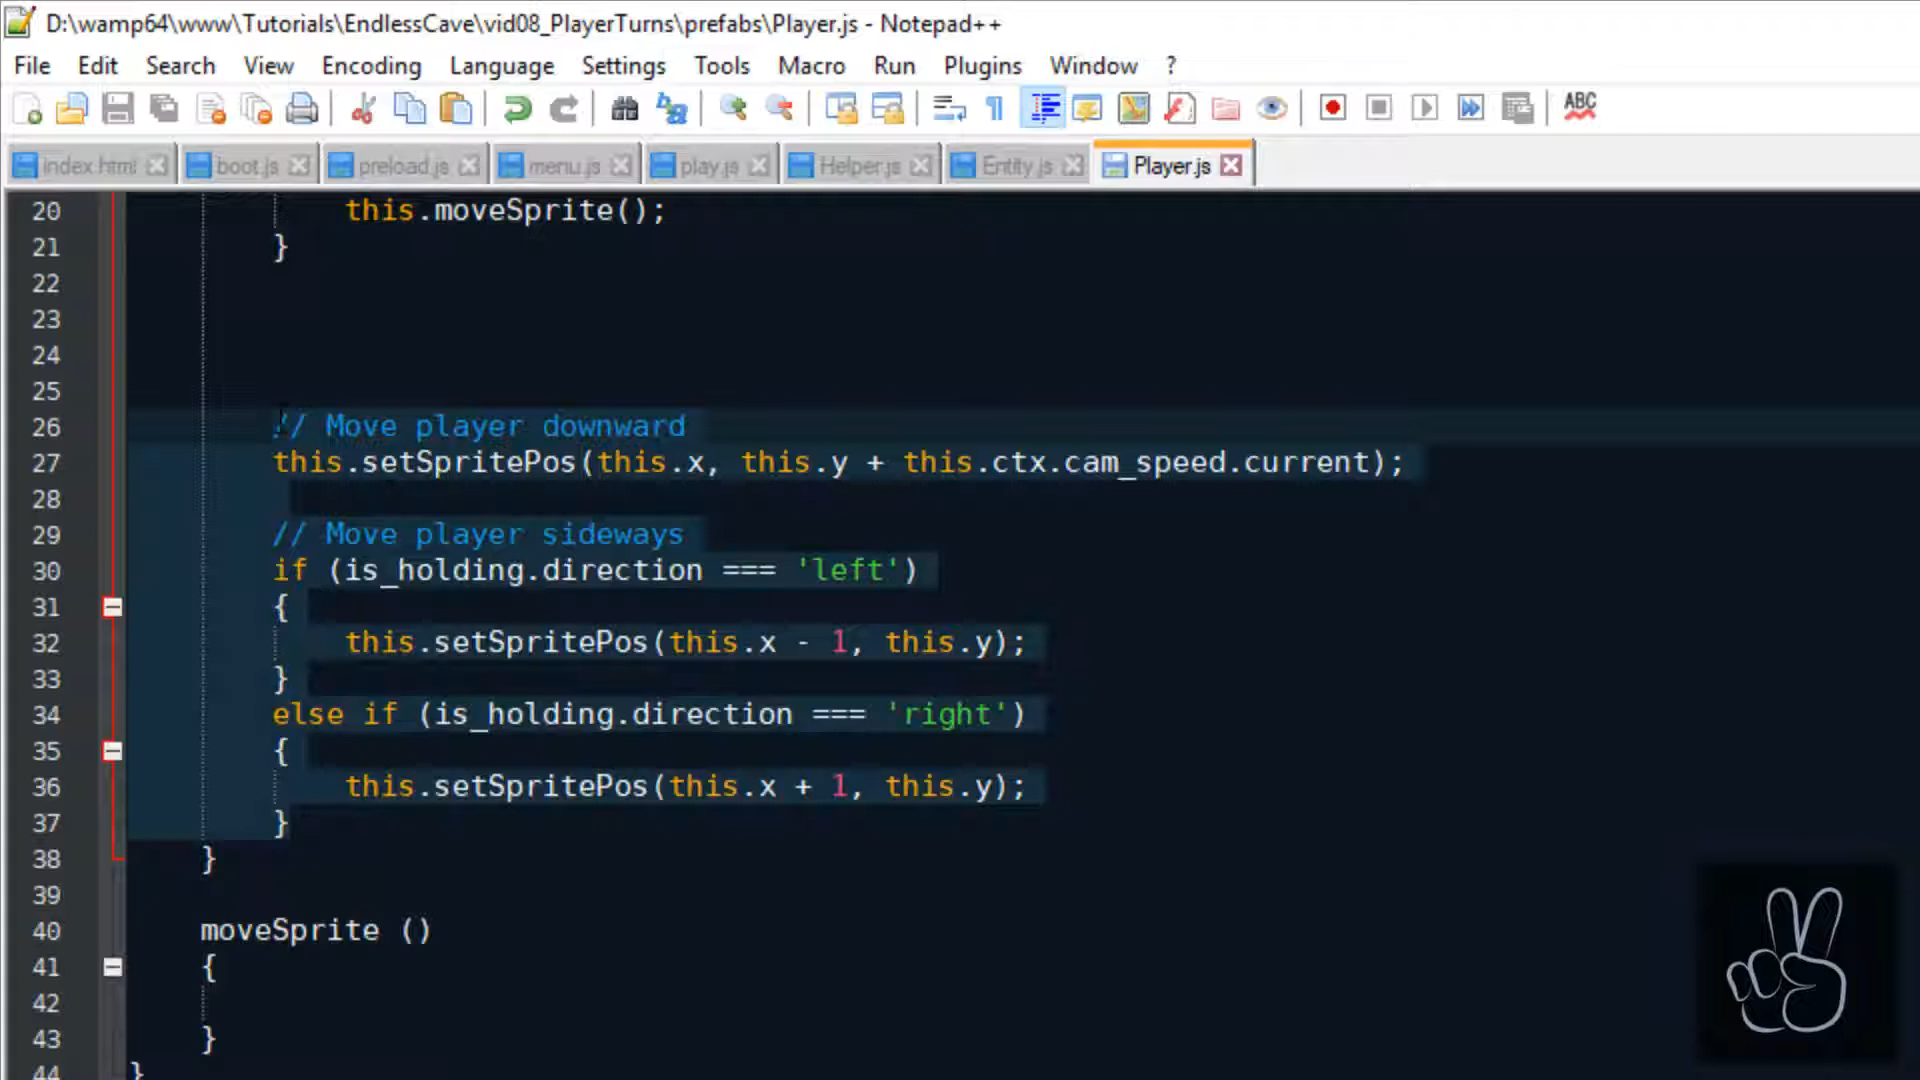 D:\wamp64\www\Tutorials\EndlessCave\vid08_PlayerTurns\prefabs\Player.js - Notepad++
File Edit Search View Encoding Language Settings Tools Macro Run Plugins Window ?
ABC
index.html boot.js preload.js menu.js play.js Helper.js Entity.js Player.js
20 this.moveSprite();
21 }
22
23
24
25
26 // Move player downward
27 this.setSpritePos(this.x, this.y + this.ctx.cam_speed.current);
28
29 // Move player sideways
30 if (is_holding.direction === 'left')
31 {
32 this.setSpritePos(this.x - 1, this.y);
33 }
34 else if (is_holding.direction === 'right')
35 {
36 this.setSpritePos(this.x + 1, this.y);
37 }
38 }
39
40 moveSprite ()
41 {
42
43 }
44 }